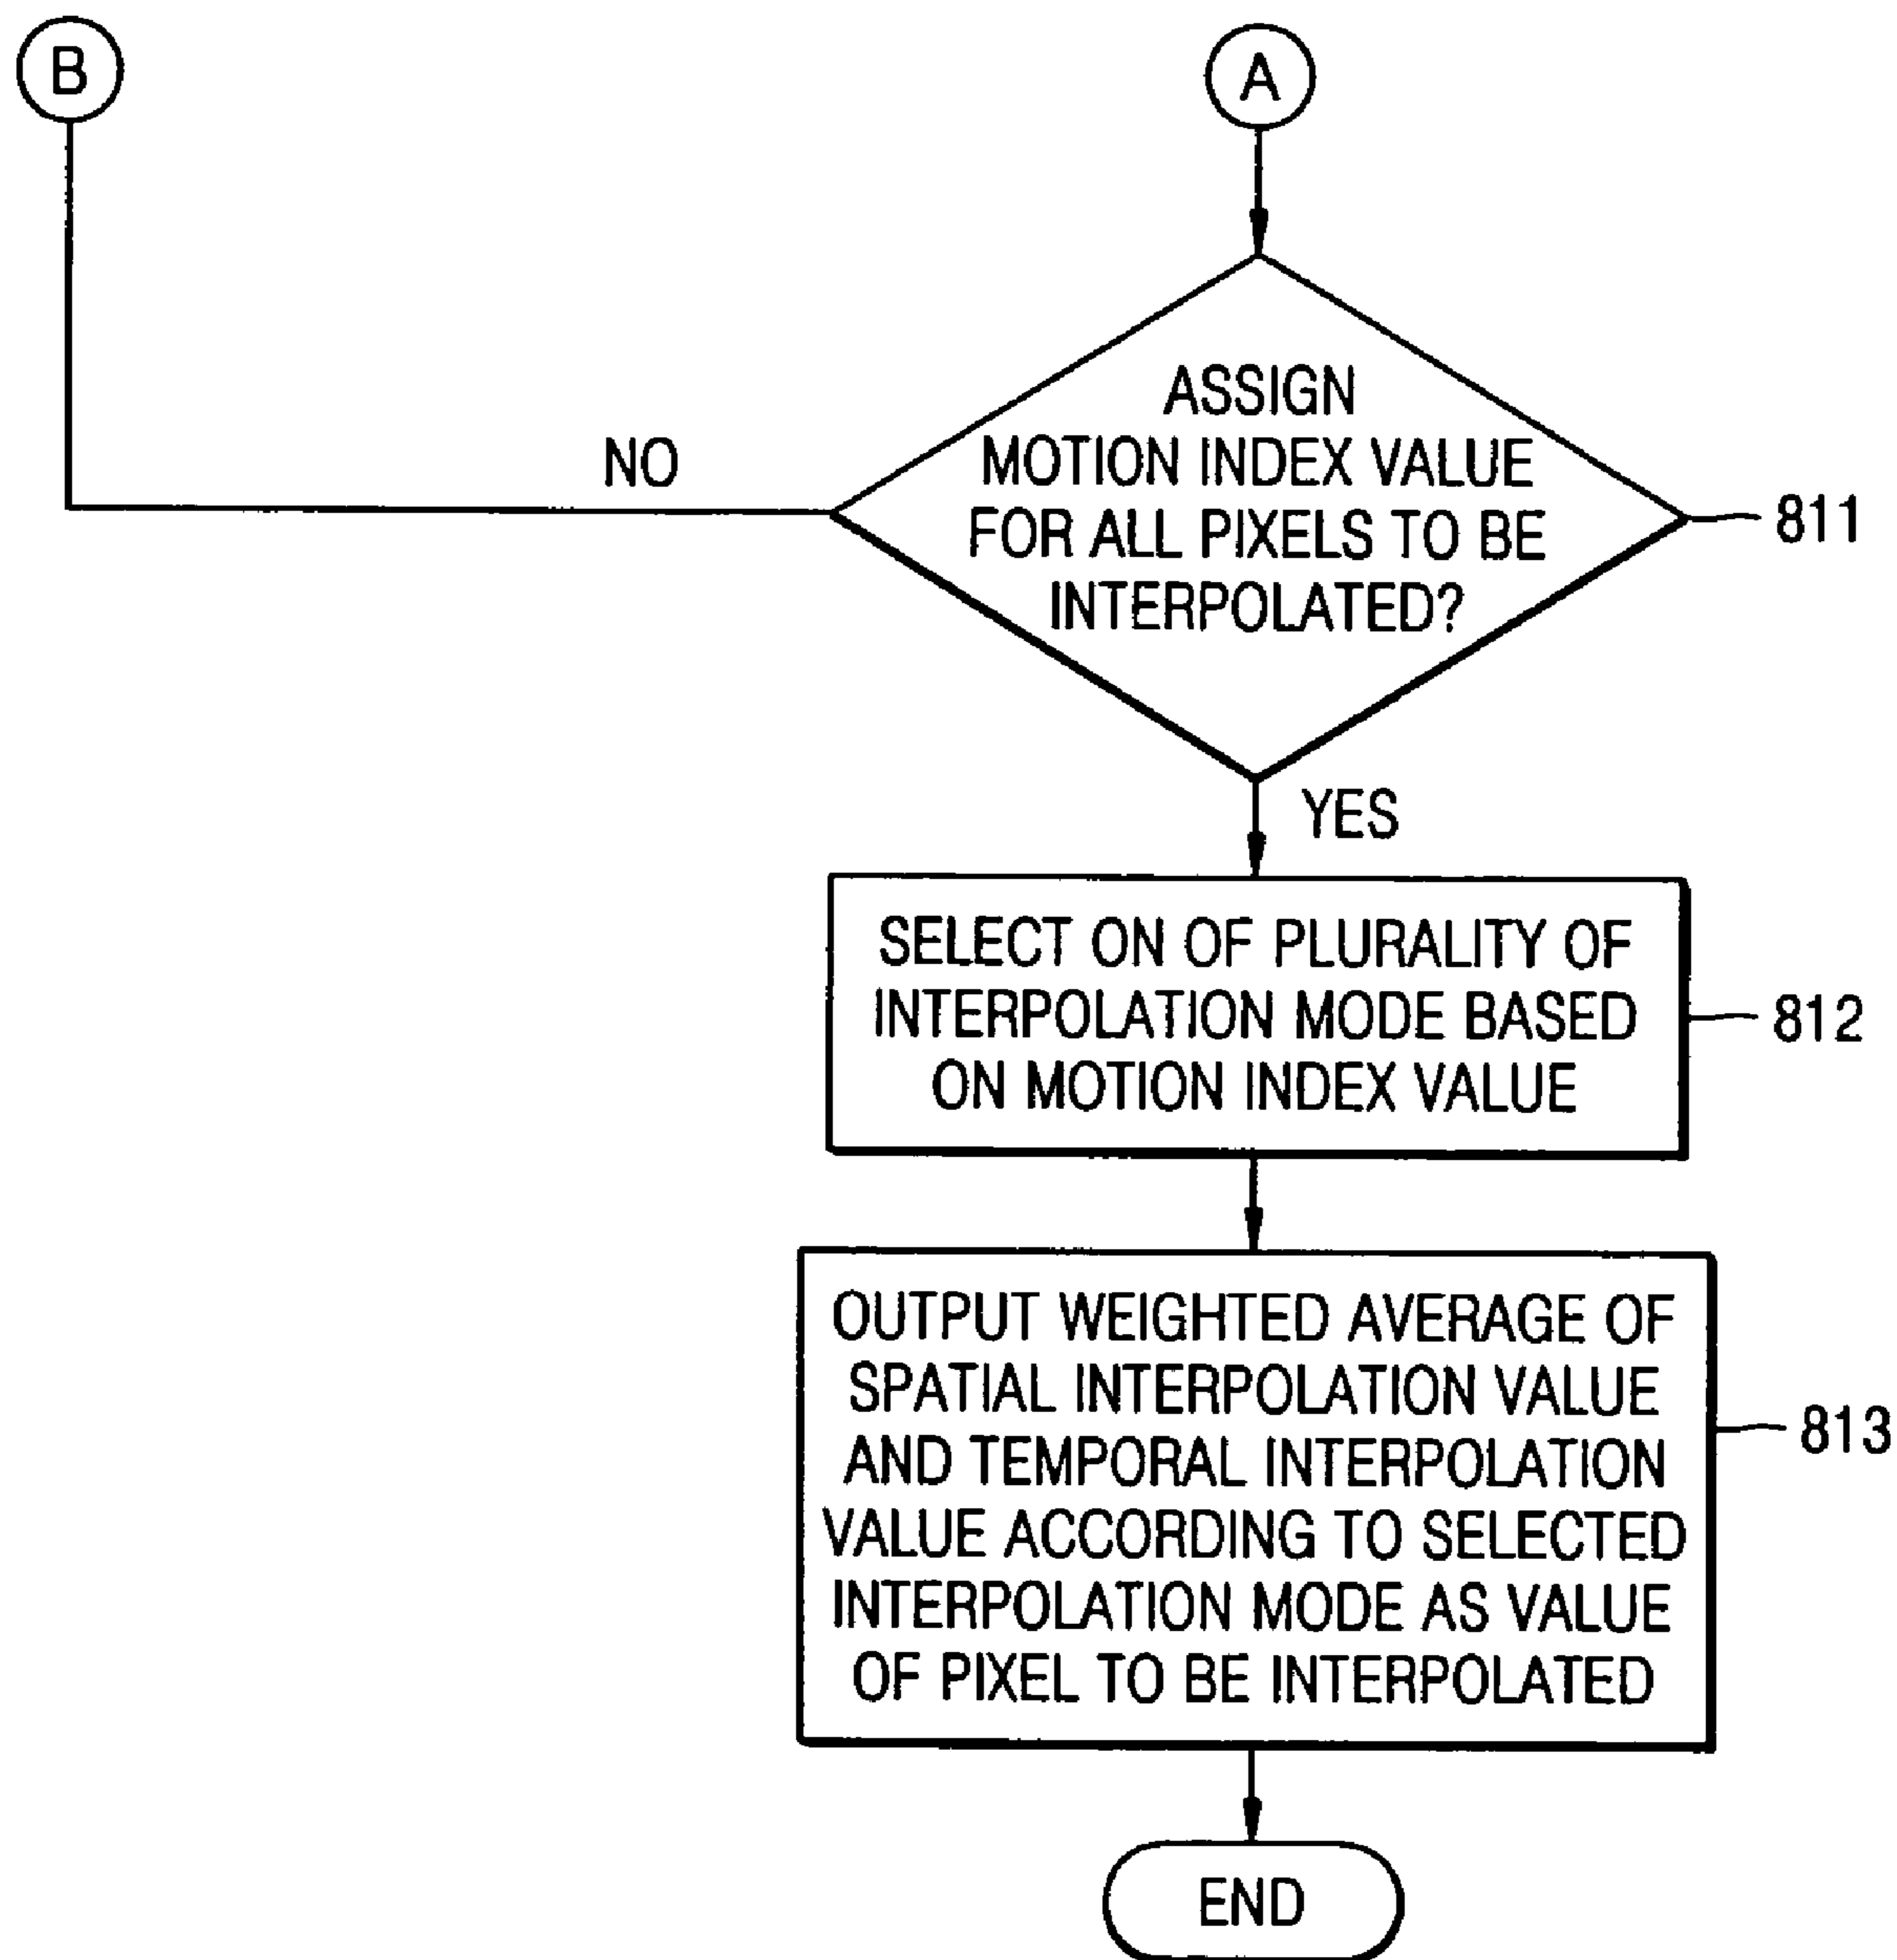 B
A
ASSIGN
MOTION INDEX VALUE
FOR ALL PIXELS TO BE
INTERPOLATED?
NO
811
YES
SELECT ON OF PLURALITY OF
INTERPOLATION MODE BASED
ON MOTION INDEX VALUE
812
OUTPUT WEIGHTED AVERAGE OF
SPATIAL INTERPOLATION VALUE
AND TEMPORAL INTERPOLATION
VALUE ACCORDING TO SELECTED
INTERPOLATION MODE AS VALUE
OF PIXEL TO BE INTERPOLATED
813
END